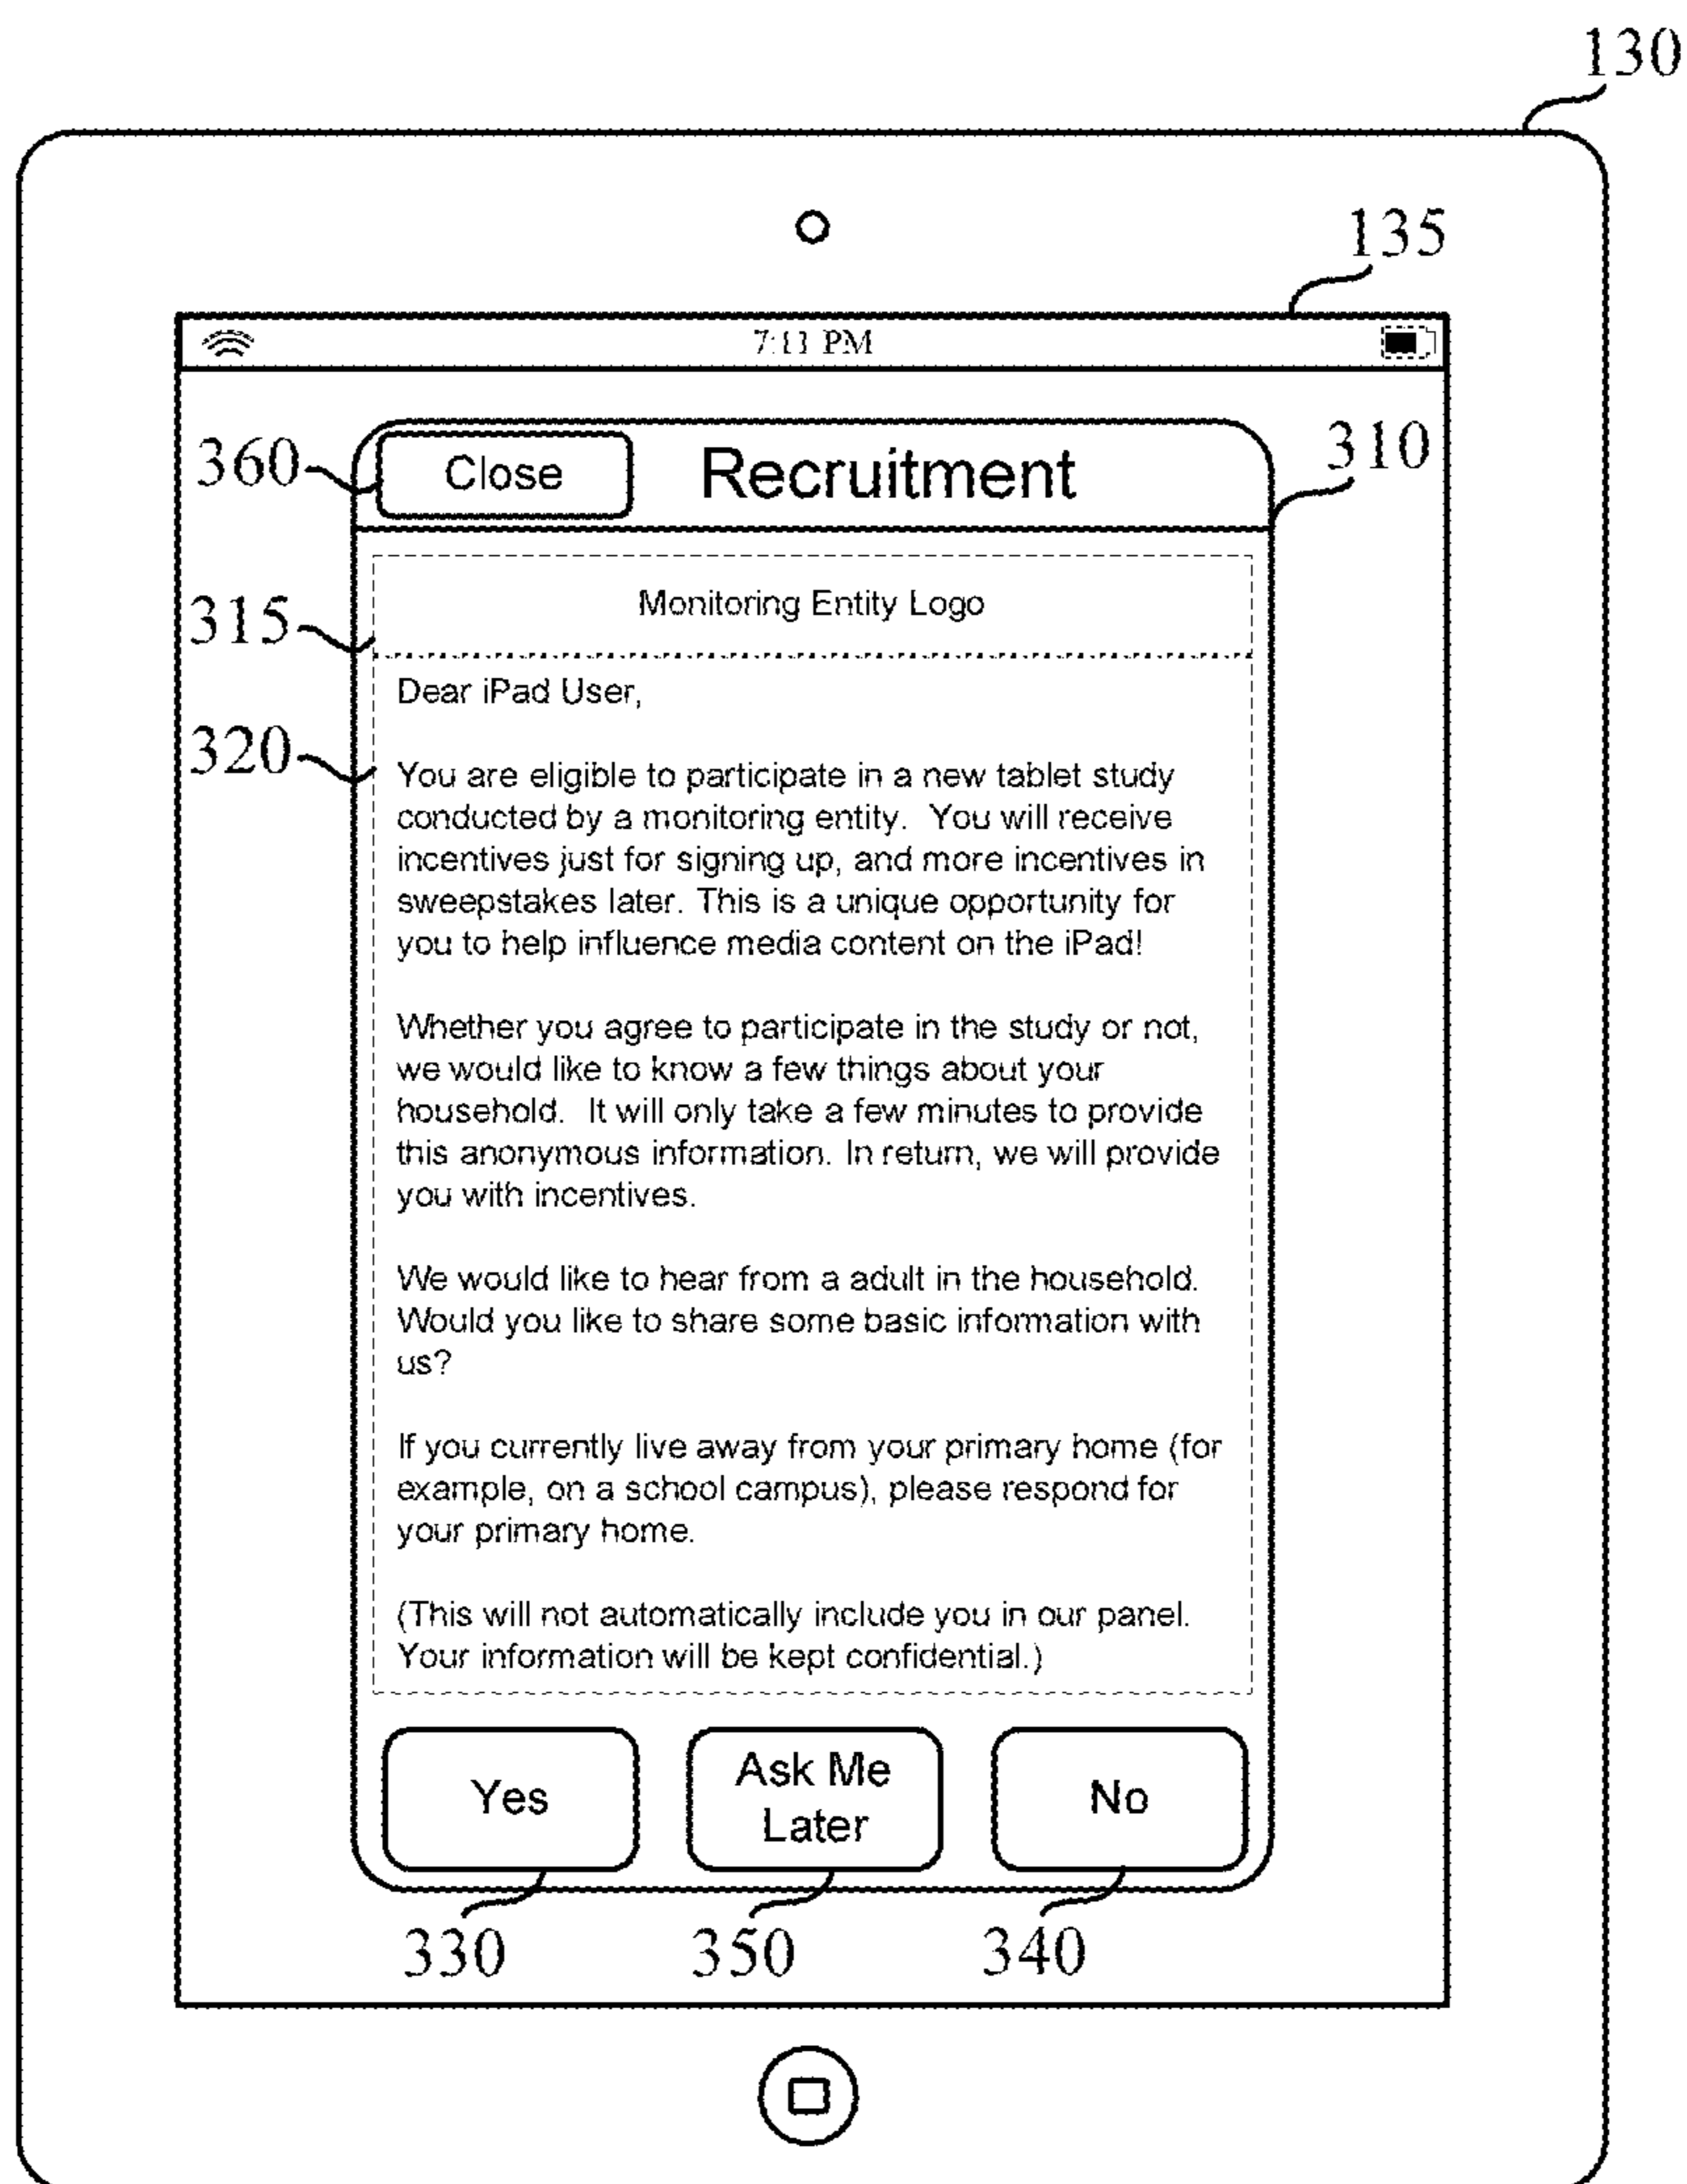 130
135
7:11 PM
360
Close
Recruitment
310
Monitoring Entity Logo
315
Dear iPad User,
320
You are eligible to participate in a new tablet study
conducted by a monitoring entity.  You will receive
incentives just for signing up, and more incentives in
sweepstakes later. This is a unique opportunity for
you to help influence media content on the iPad!
Whether you agree to participate in the study or not,
we would like to know a few things about your
household.  It will only take a few minutes to provide
this anonymous information. In return, we will provide
you with incentives.
We would like to hear from a adult in the household.
Would you like to share some basic information with
us?
If you currently live away from your primary home (for
example, on a school campus), please respond for
your primary home.
(This will not automatically include you in our panel.
Your information will be kept confidential.)
Yes
Ask Me
Later
No
330
350
340